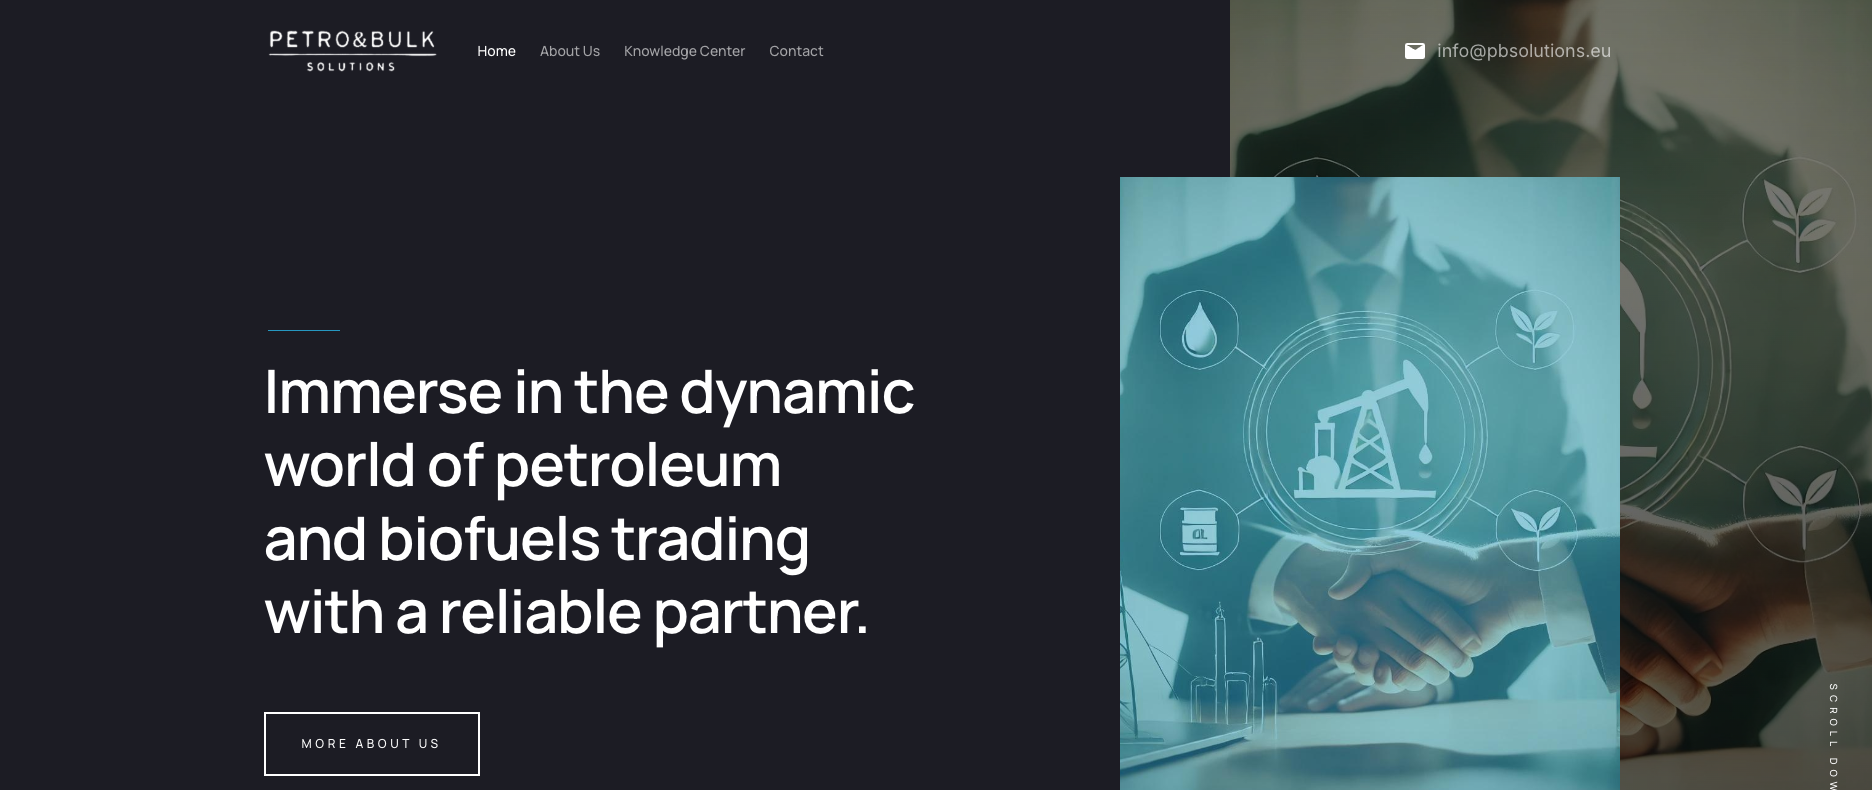 PETRO&BULK
SOLUTIONS
Home
About Us
Knowledge Center
Contact
info@pbsolutions.eu
Immerse in the dynamic
world of petroleum
and biofuels trading
with a reliable partner.
MORE ABOUT US
SCROLL DOW